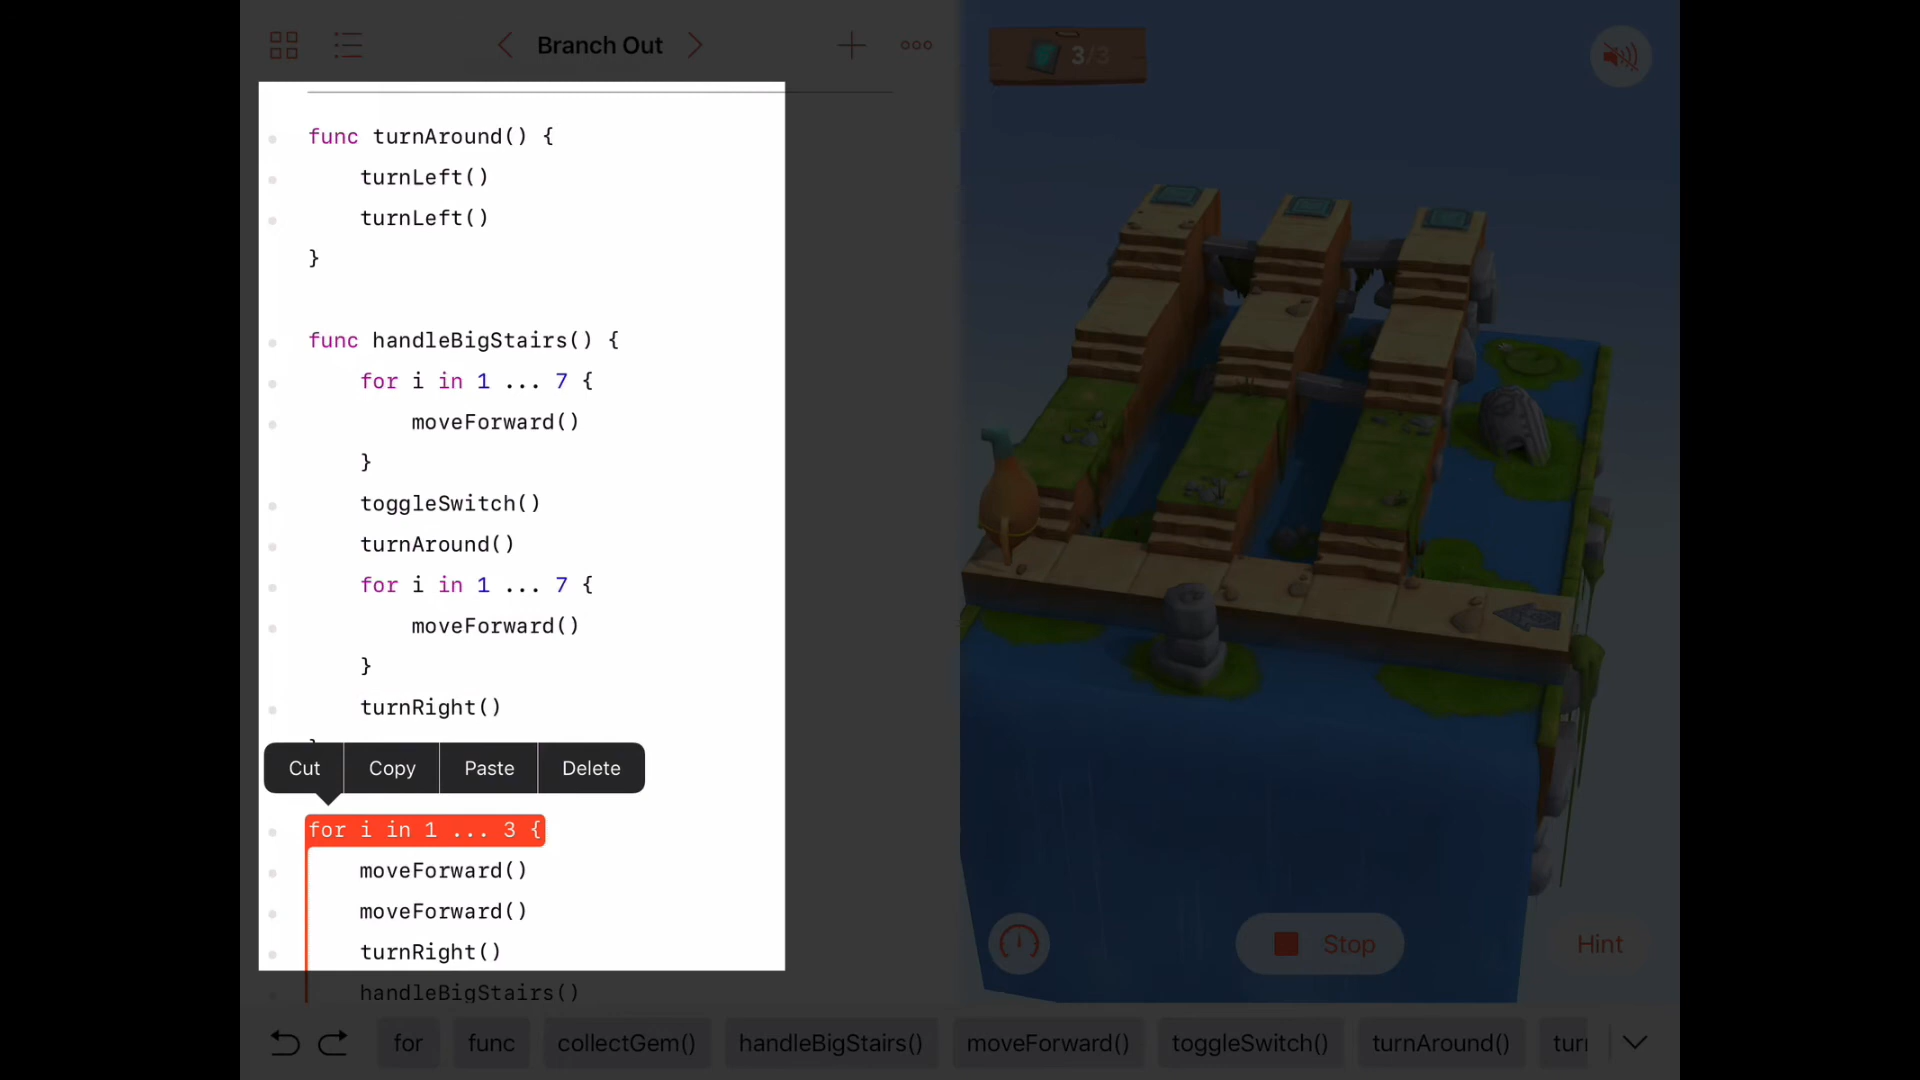 Branch Out
3/3
func turnAround() {
turnLeft()
turnLeft()
}
func handleBigStairs() {
for i in 1 ... 7 {
moveForward()
}
toggleSwitch()
turnAround()
for i in 1 ... 7 {
moveForward()
}
turnRight()
Cut Copy Paste Delete
for i in 1 ... 3 {
moveForward()
moveForward()
turnRight()
handleBigStairs()
Stop
Hint
for func collectGem() handleBigStairs() moveForward() toggleSwitch() turnAround()